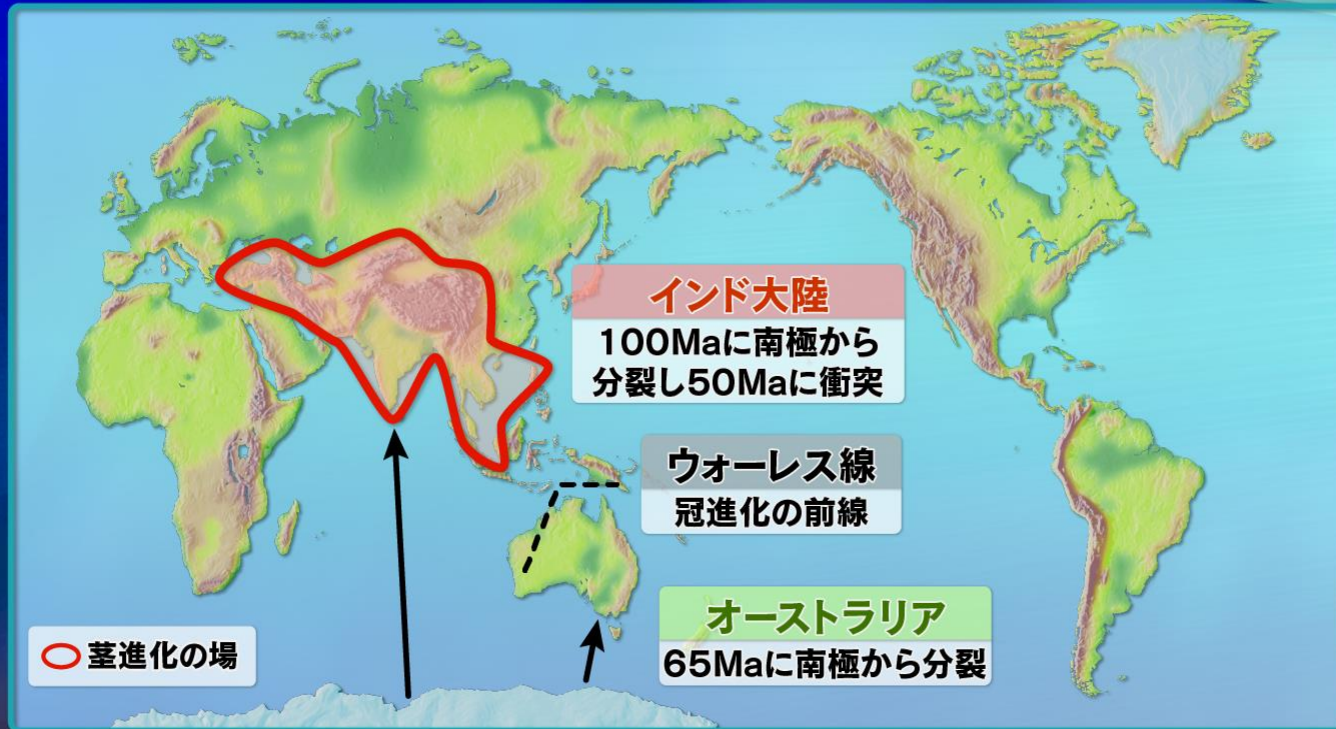 インド大陸
100Maに南極から
分裂し50Maに衝突
ウォーレス線
冠進化の前線
オーストラリア
65Maに南極から分裂
茎進化の場